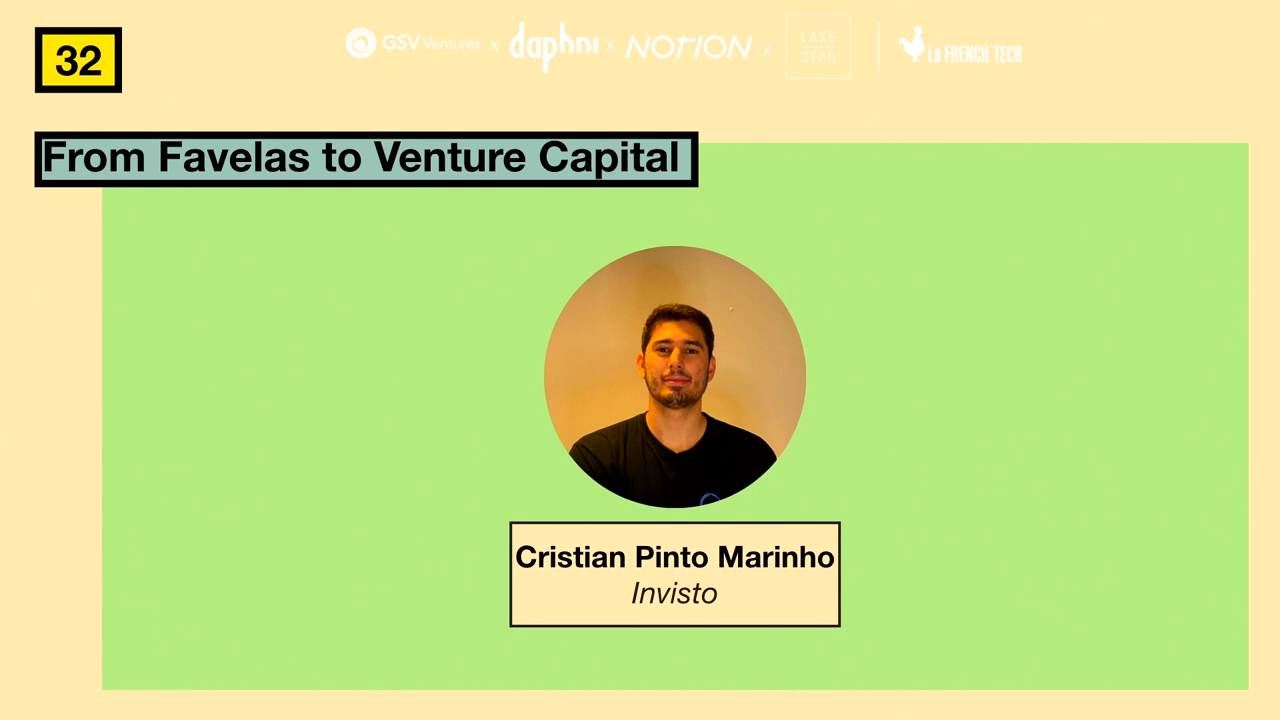 32
GSV Ventures x daphni x NOTION x LAKE STAR La FRENCH TECH
From Favelas to Venture Capital
Cristian Pinto Marinho
Invisto